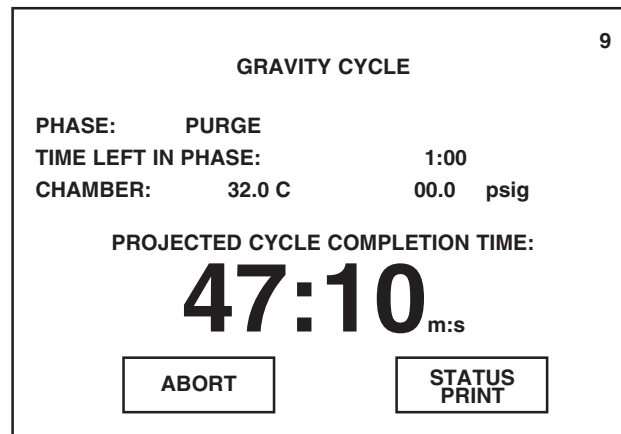 9
GRAVITY CYCLE
PHASE: PURGE
TIME LEFT IN PHASE: 1:00
CHAMBER: 32.0 C 00.0 psig
PROJECTED CYCLE COMPLETION TIME:
47:10 m:s
ABORT
STATUS
PRINT